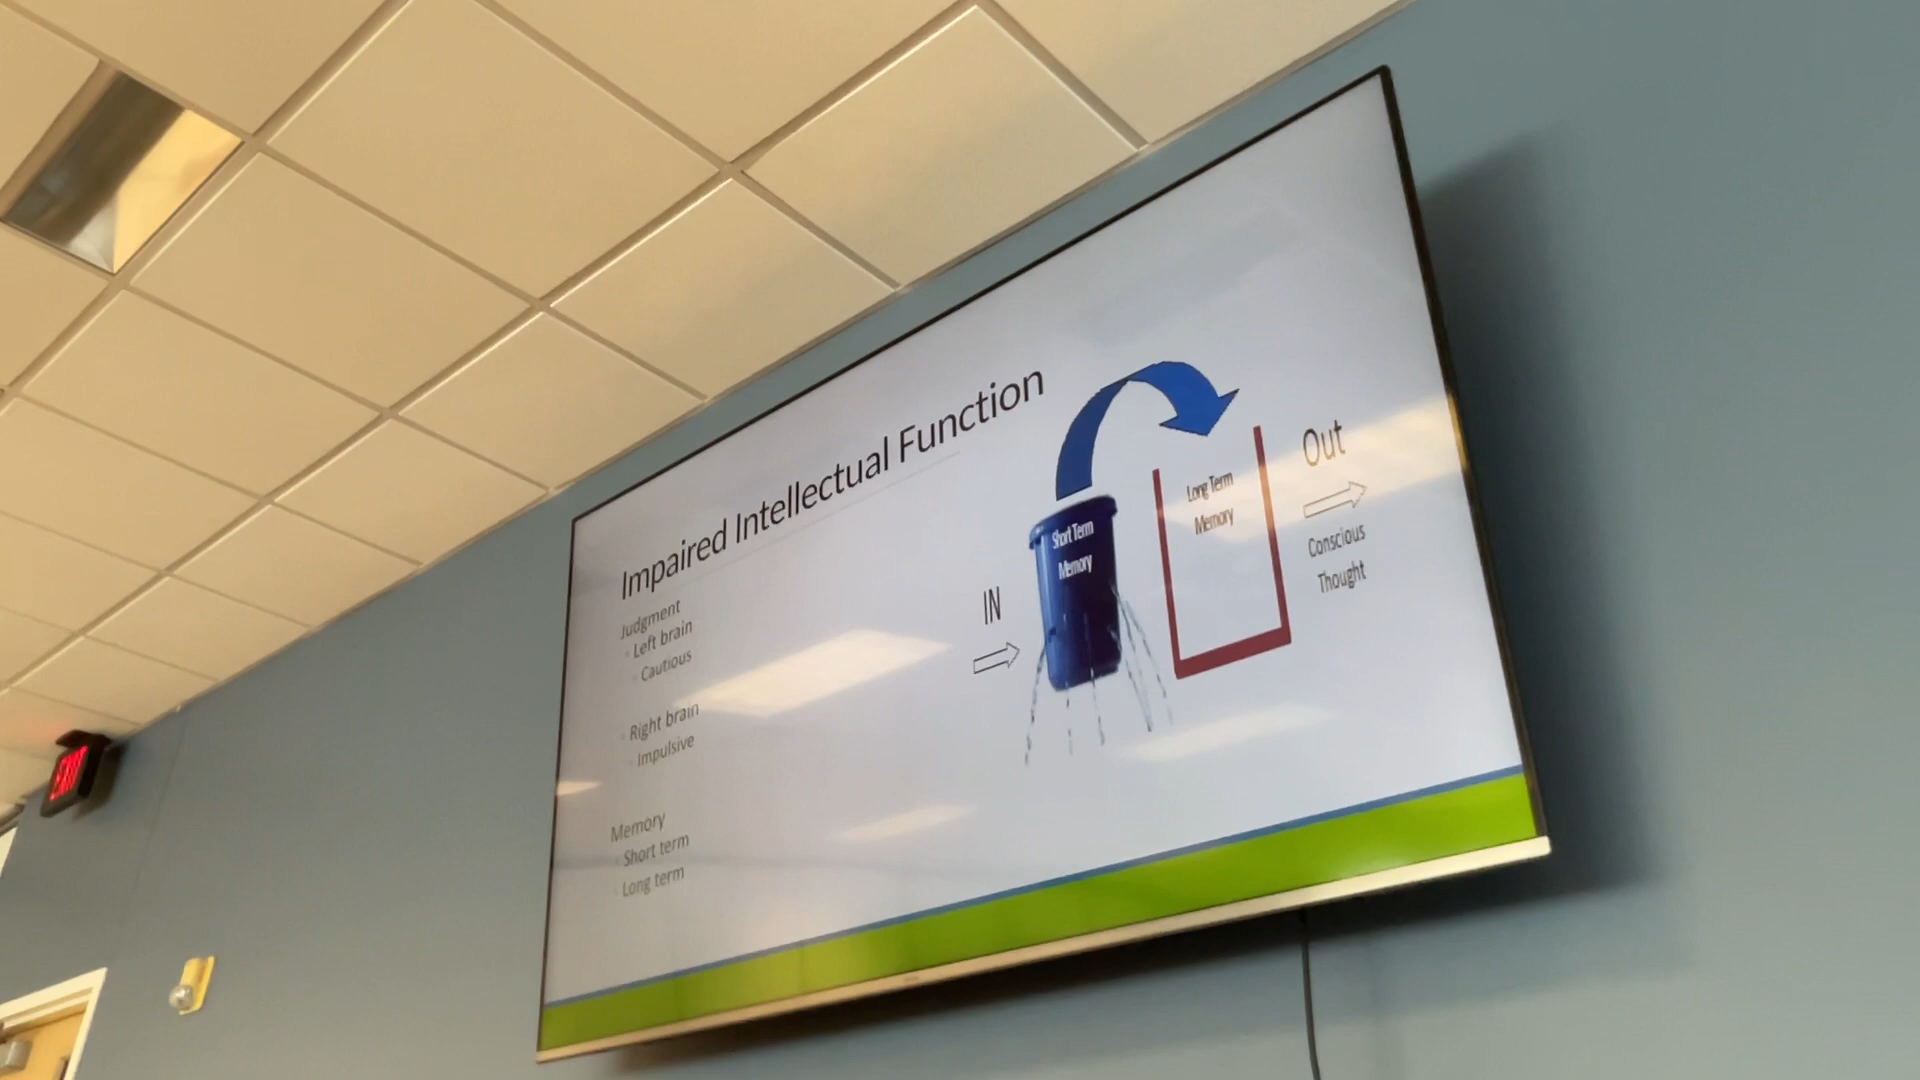 Impaired Intellectual Function
Judgment
Left brain
Cautious
Right brain
Impulsive
Memory
Short term
Long term
IN
Short Term
Memory
Long Term
Memory
Out
Conscious
Thought
EXIT